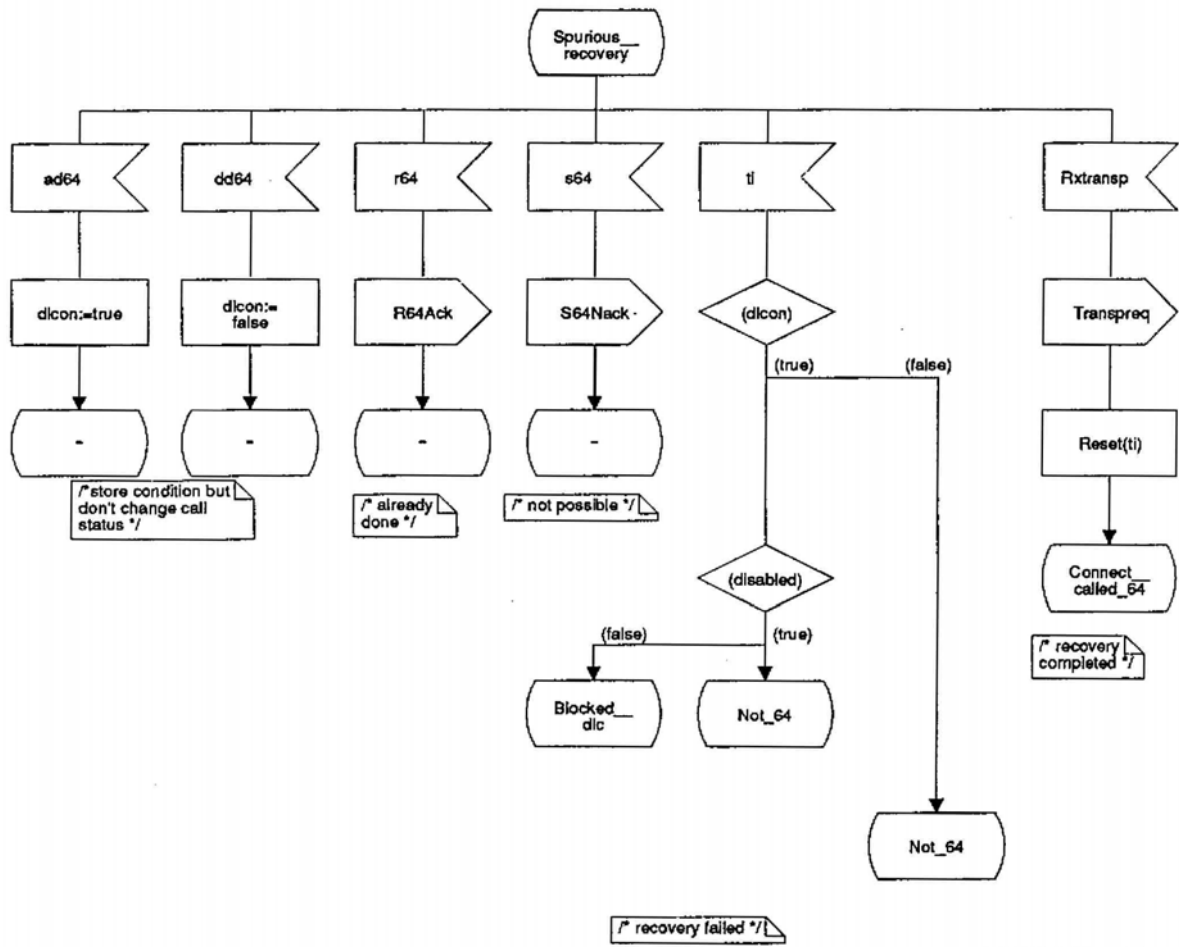 Spurious__
recovery
ad64
dd64
r64
s64
ti
Rxtransp
dlcon:=true
dlcon:=
false
R64Ack
S64Nack
(dlcon)
Transpreq
(true)
(false)
-
-
-
-
Reset(ti)
/*store condition but
don't change call
status */
/* already
done */
/* not possible */
(disabled)
Connect__
called_64
(false)
(true)
/* recovery
completed */
Blocked__
dlc
Not_64
Not_64
/* recovery failed */